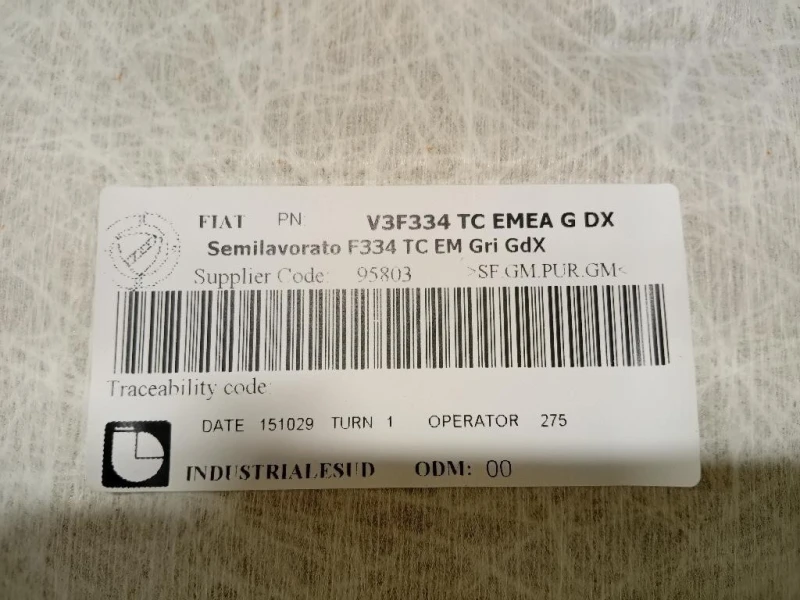 FIAT PN V3F334 TC EMEA G DX
Semilavorato F334 TC EM Gri GdX
Supplier Code: 95803 >SF.GM.PUR.GM<
Traceability code:
DATE 151029 TURN 1 OPERATOR 275
INDUSTRIALESUD ODM: 00